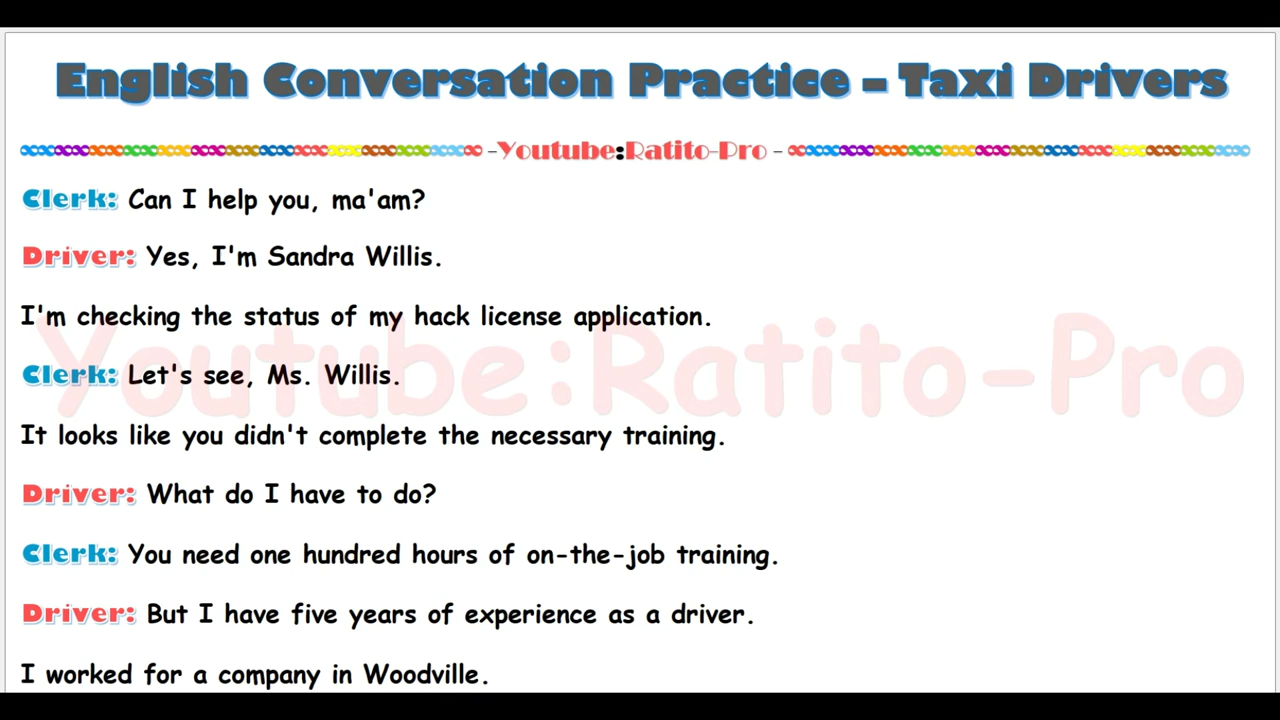 English Conversation Practice – Taxi Drivers
–Youtube:Ratito-Pro –
Clerk: Can I help you, ma'am?
Driver: Yes, I'm Sandra Willis.
I'm checking the status of my hack license application.
Youtube:Ratito-Pro
Clerk: Let's see, Ms. Willis.
It looks like you didn't complete the necessary training.
Driver: What do I have to do?
Clerk: You need one hundred hours of on-the-job training.
Driver: But I have five years of experience as a driver.
I worked for a company in Woodville.